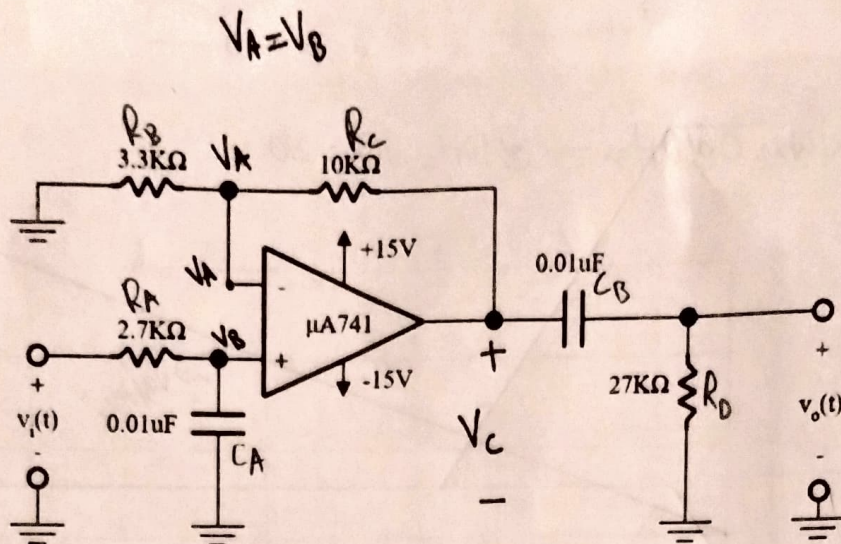 VA=VB
RB
3.3KΩ
VA
RC
10KΩ
+15V
VA
-
RA
2.7KΩ
VB
+
μA741
-15V
0.01uF
CB
+
vi(t)
-
0.01uF
CA
+
VC
-
27KΩ
RD
+
vo(t)
-